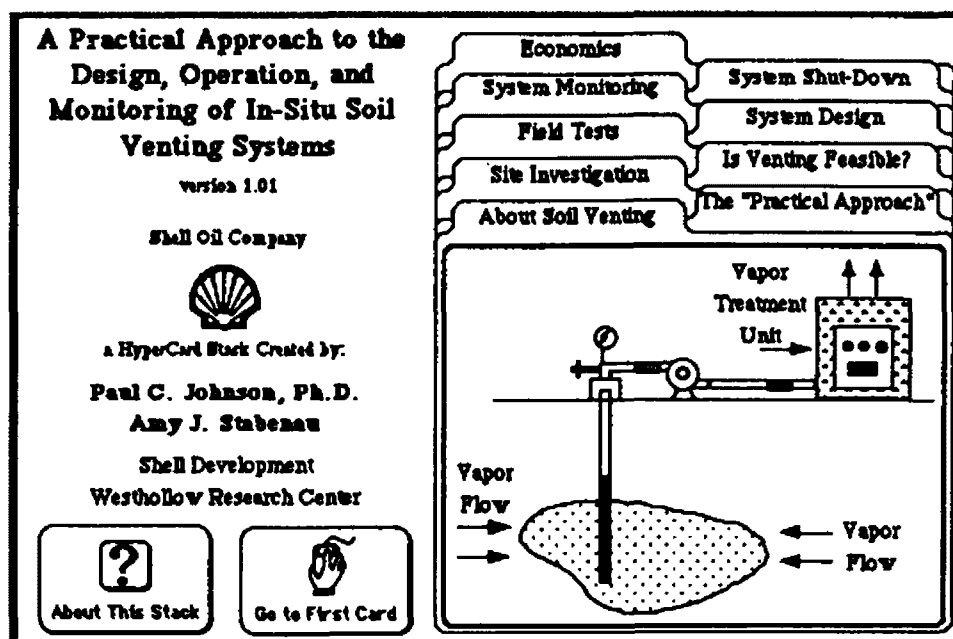 A Practical Approach to the
Design, Operation, and
Monitoring of In-Situ Soil
Venting Systems
version 1.01
Shell Oil Company
a HyperCard Stack Created by:
Paul C. Johnson, Ph.D.
Amy J. Stabenau
Shell Development
Westhollow Research Center
?
About This Stack
Go to First Card
Economics
System Shut-Down
System Monitoring
System Design
Field Tests
Is Venting Feasible?
Site Investigation
The "Practical Approach"
About Soil Venting
Vapor
Treatment
Unit
Vapor
Flow
Vapor
Flow